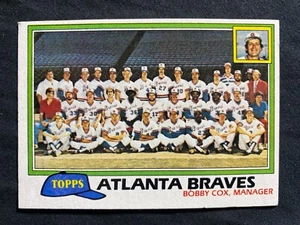 TOPPS
ATLANTA BRAVES
BOBBY COX, MANAGER